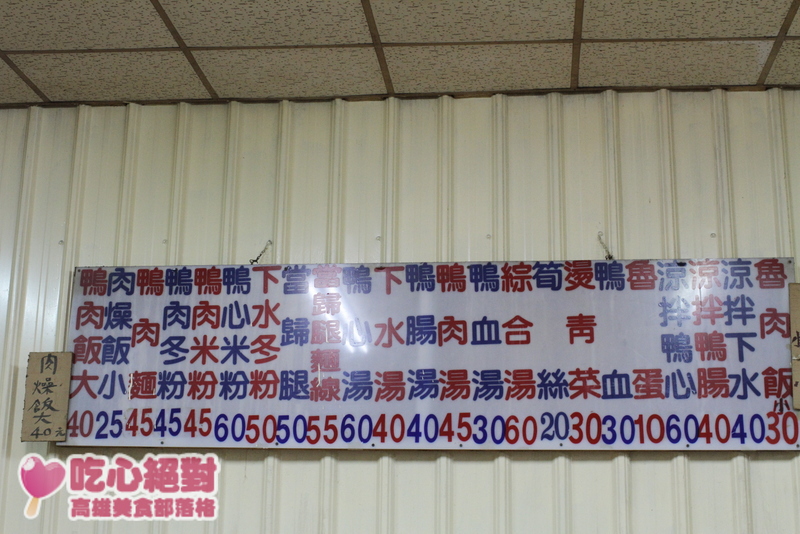 鴨肉飯大 40
肉燥飯小 25
鴨肉麵 45
鴨肉冬粉 45
鴨肉米粉 45
鴨心米粉 60
下水冬粉 50
當歸腿 50
當歸腿麵線 55
鴨心湯 60
下水湯 40
鴨腸湯 40
鴨肉湯 45
鴨血湯 30
綜合湯 60
筍絲 20
燙青菜 30
鴨血 30
魯蛋 10
涼拌鴨心 60
涼拌鴨腸 40
涼拌下水 40
魯肉飯小 30
肉燥飯大 40元
吃心絕對
高雄美食部落格